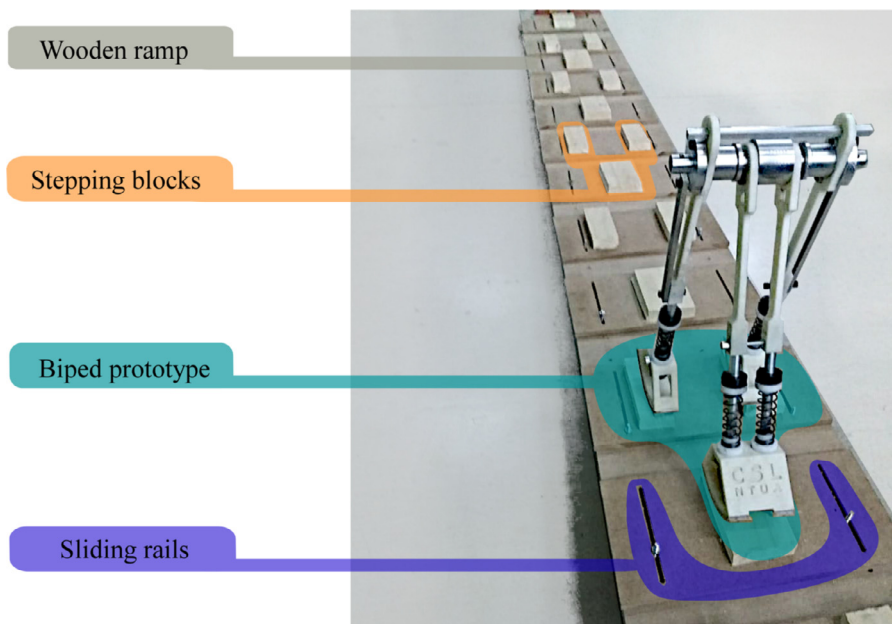 Wooden ramp
Stepping blocks
Biped prototype
Sliding rails
CSL
NTUA